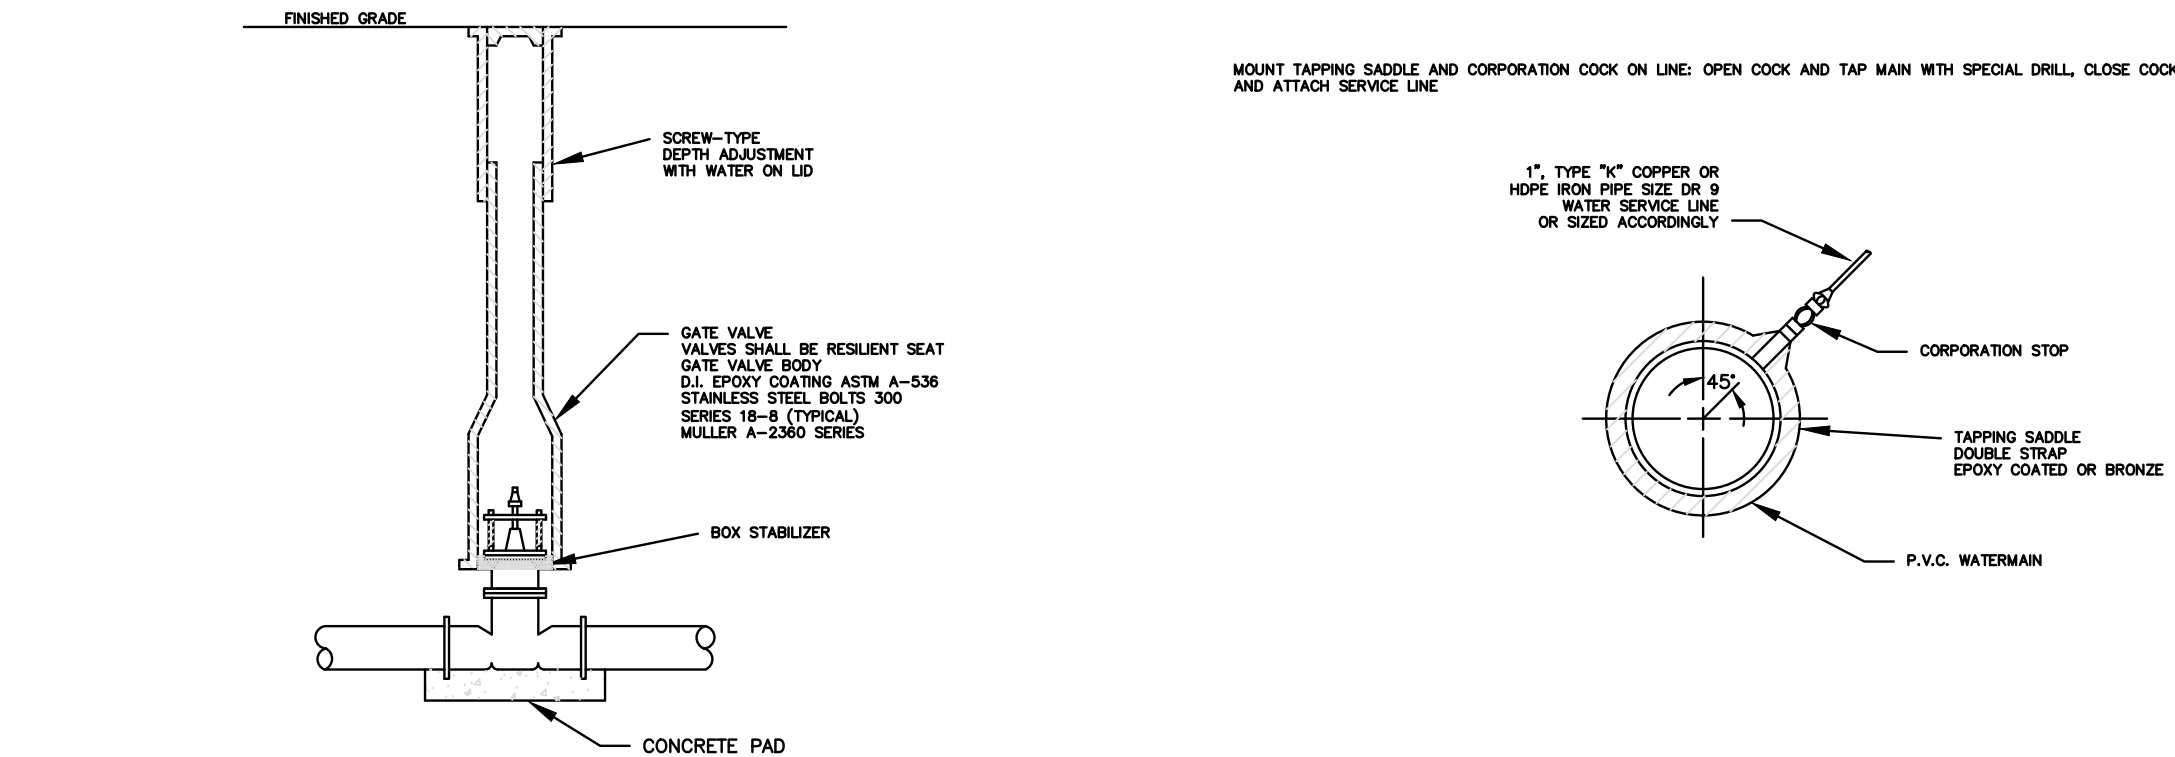 FINISHED GRADE
SCREW-TYPE
DEPTH ADJUSTMENT
WITH WATER ON LID
GATE VALVE
VALVES SHALL BE RESILIENT SEAT
GATE VALVE BODY
D.I. EPOXY COATING ASTM A-536
STAINLESS STEEL BOLTS 300
SERIES 18-8 (TYPICAL)
MULLER A-2360 SERIES
BOX STABILIZER
CONCRETE PAD
MOUNT TAPPING SADDLE AND CORPORATION COCK ON LINE: OPEN COCK AND TAP MAIN WITH SPECIAL DRILL, CLOSE COCK
AND ATTACH SERVICE LINE
1", TYPE "K" COPPER OR
HDPE IRON PIPE SIZE DR 9
WATER SERVICE LINE
OR SIZED ACCORDINGLY
CORPORATION STOP
45°
TAPPING SADDLE
DOUBLE STRAP
EPOXY COATED OR BRONZE
P.V.C. WATERMAIN